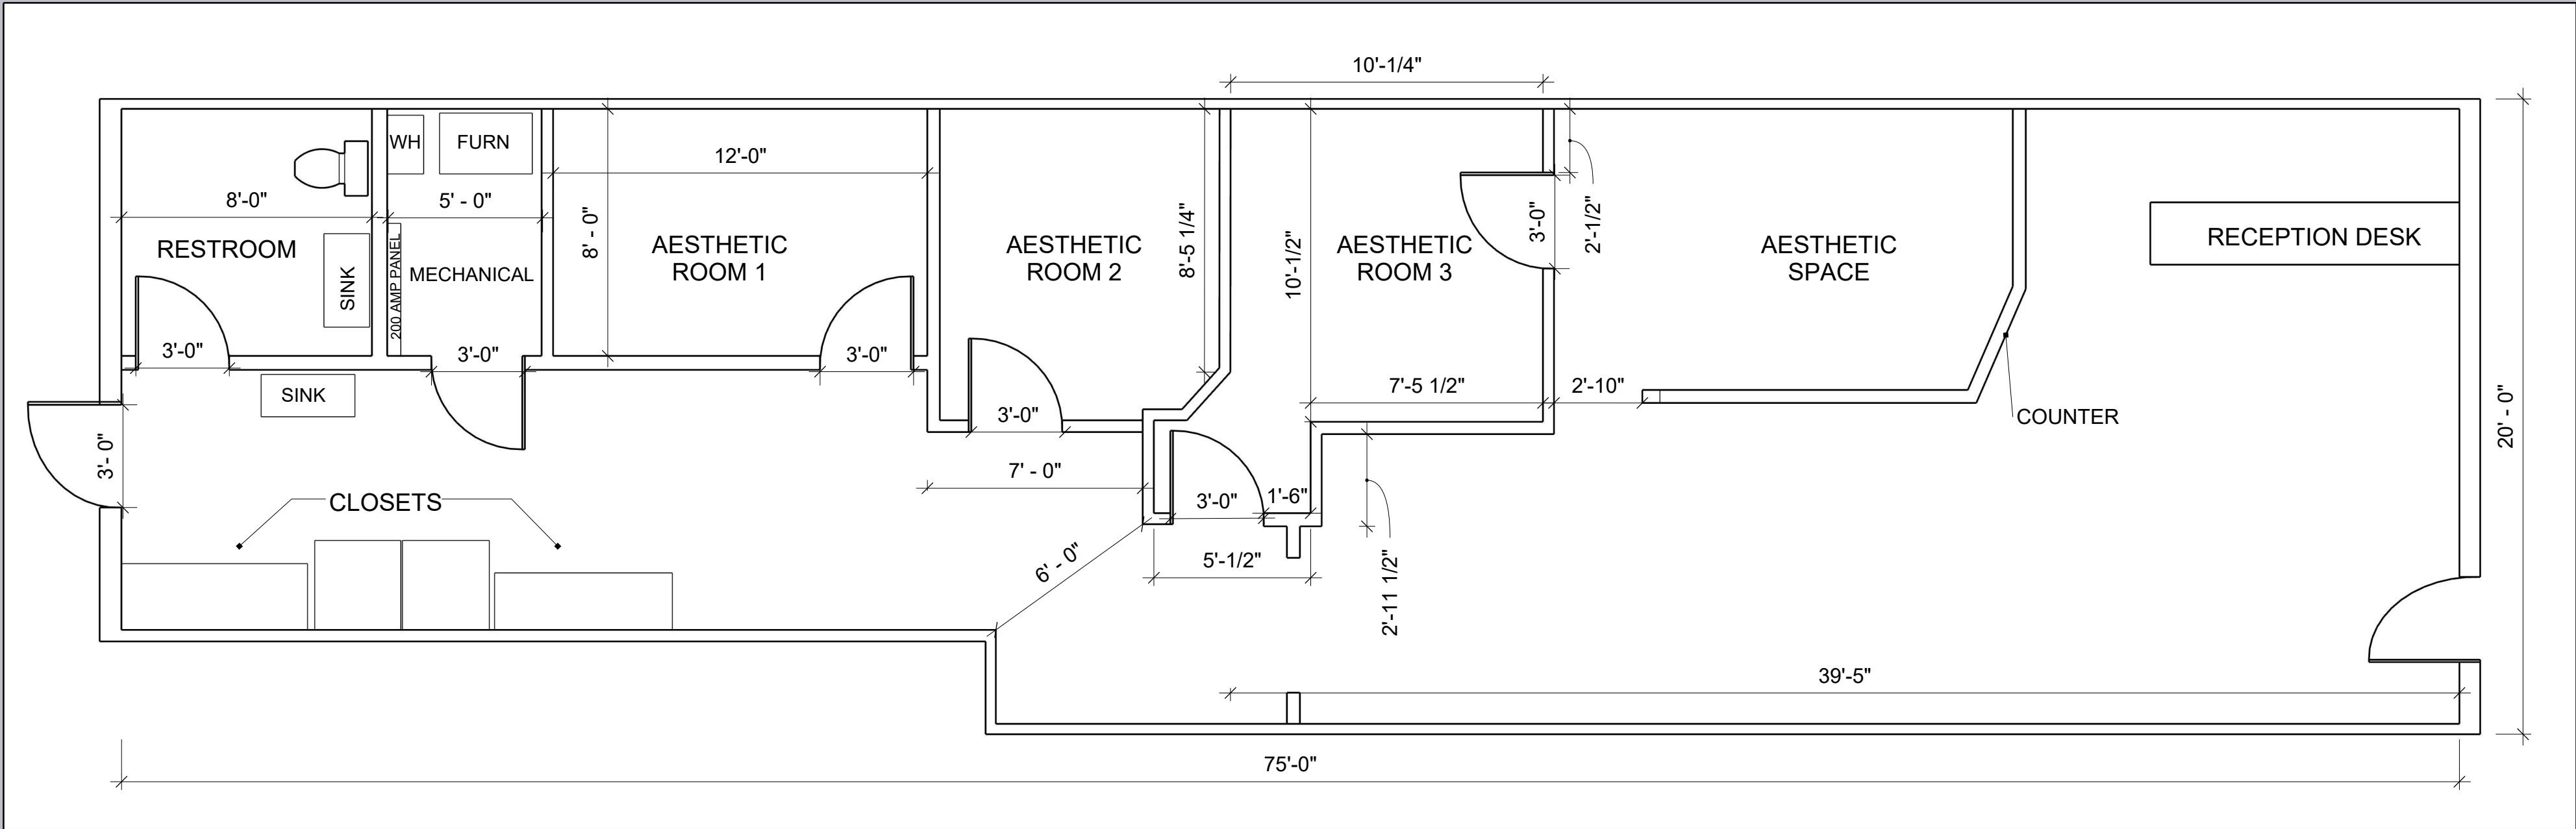 10'-1/4"
WH
FURN
12'-0"
8'-0"
5' - 0"
8' - 0"
8'-5 1/4"
10'-1/2"
3'-0"
2'-1/2"
RESTROOM
SINK
200 AMP PANEL
MECHANICAL
AESTHETIC
ROOM 1
AESTHETIC
ROOM 2
AESTHETIC
ROOM 3
AESTHETIC
SPACE
RECEPTION DESK
3'-0"
3'-0"
3'-0"
SINK
3'-0"
7'-5 1/2"
2'-10"
COUNTER
20' - 0"
3'- 0"
CLOSETS
7' - 0"
3'-0"
1'-6"
6' - 0"
5'-1/2"
2'-11 1/2"
39'-5"
75'-0"